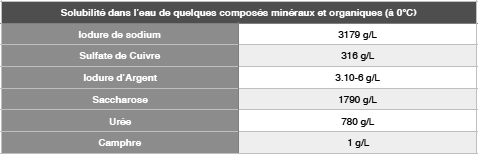 Solubilité dans l'eau de quelques composés minéraux et organiques (à 0°C)
Iodure de sodium 3179 g/L
Sulfate de Cuivre 316 g/L
Iodure d'Argent 3.10-6 g/L
Saccharose 1790 g/L
Urée 780 g/L
Camphre 1 g/L